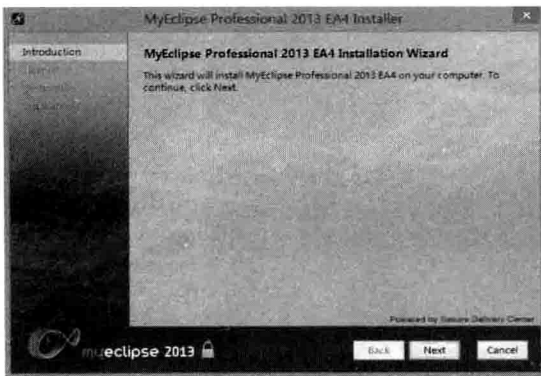 MyEclipse Professional 2013 EA4 Installer
Introduction
MyEclipse Professional 2013 EA4 Installation Wizard
This wizard will install MyEclipse Professional 2013 EA4 on your computer. To
continue, click Next.
Powered by Secure Delivery Center
myeclipse 2013
Back
Next
Cancel